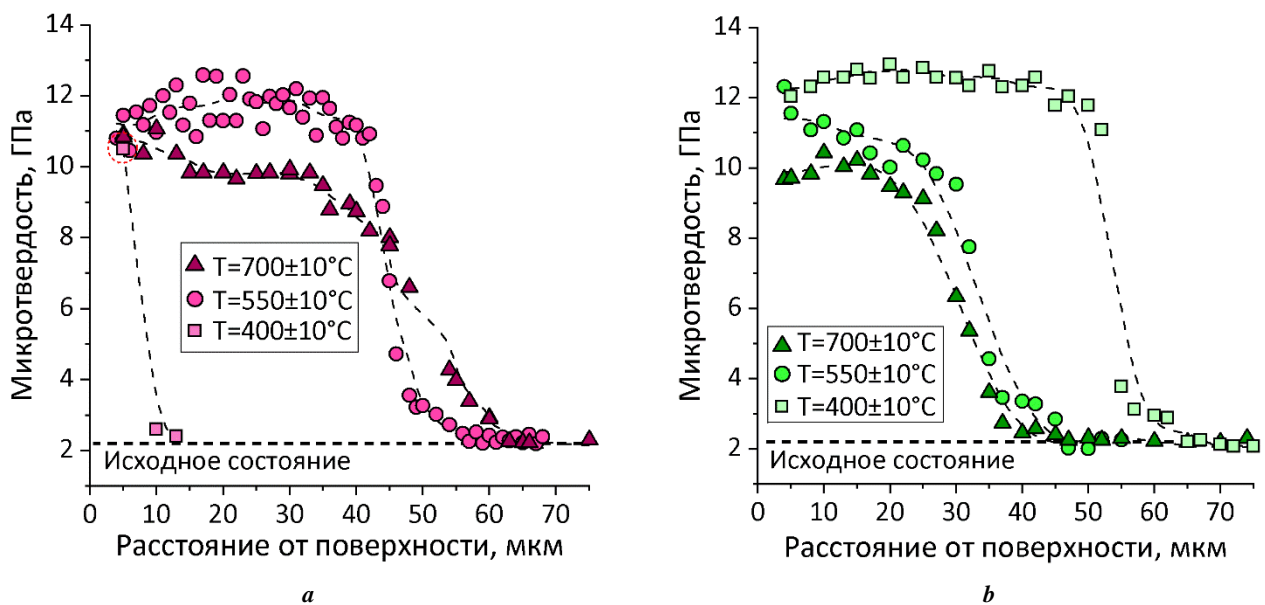 14
12
10
8
6
4
2
0 10 20 30 40 50 60 70
Микротвердость, ГПа
T=700±10°C
T=550±10°C
T=400±10°C
Исходное состояние
Расстояние от поверхности, мкм
a
14
12
10
8
6
4
2
0 10 20 30 40 50 60 70
Микротвердость, ГПа
T=700±10°C
T=550±10°C
T=400±10°C
Исходное состояние
Расстояние от поверхности, мкм
b